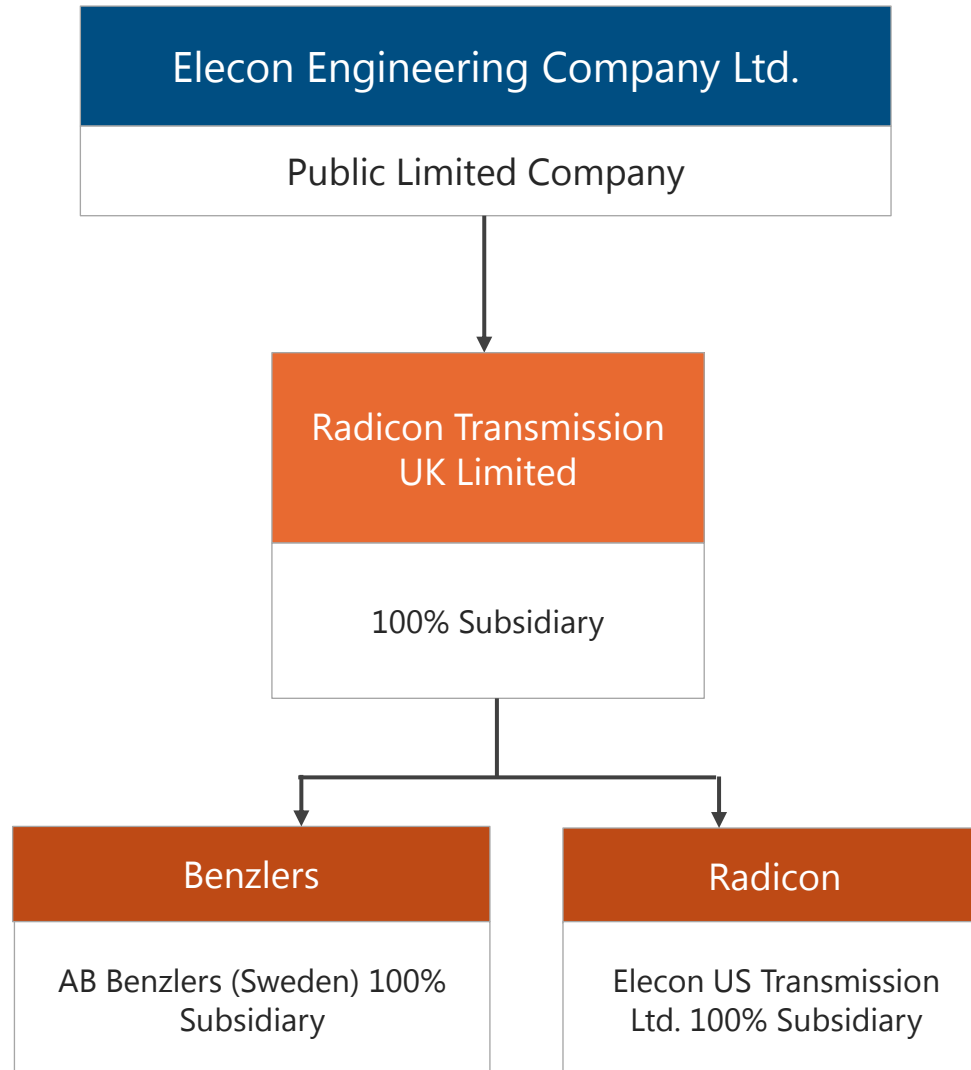 Elecon Engineering Company Ltd.
Public Limited Company
Radicon Transmission
UK Limited
100% Subsidiary
Benzlers
AB Benzlers (Sweden) 100%
Subsidiary
Radicon
Elecon US Transmission
Ltd. 100% Subsidiary